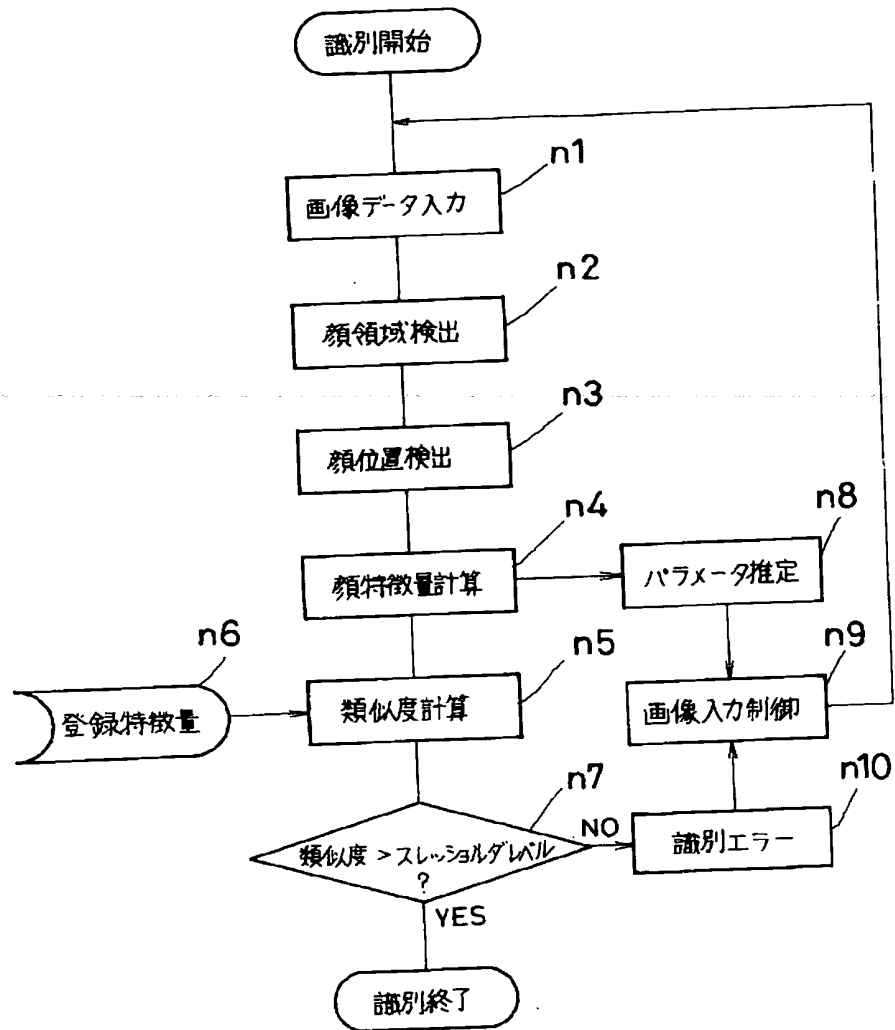 識別開始
n1
画像データ入力
n2
顔領域検出
n3
顔位置検出
n4
顔特徴量計算
n8
パラメータ推定
n6
登録特徴量
n5
類似度計算
n9
画像入力制御
n7
類似度 > スレッショルダレベル
?
NO
n10
識別エラー
YES
識別終了